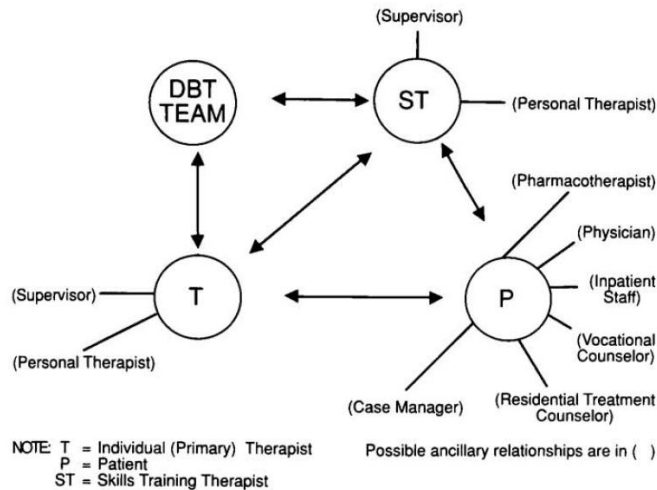 (Supervisor)
DBT
TEAM
ST
(Personal Therapist)
(Pharmacotherapist)
(Physician)
(Supervisor)
T
P
(Inpatient
Staff)
(Personal Therapist)
(Vocational
Counselor)
(Case Manager)
(Residential Treatment
Counselor)
NOTE: T = Individual (Primary) Therapist
P = Patient
ST = Skills Training Therapist
Possible ancillary relationships are in ( )